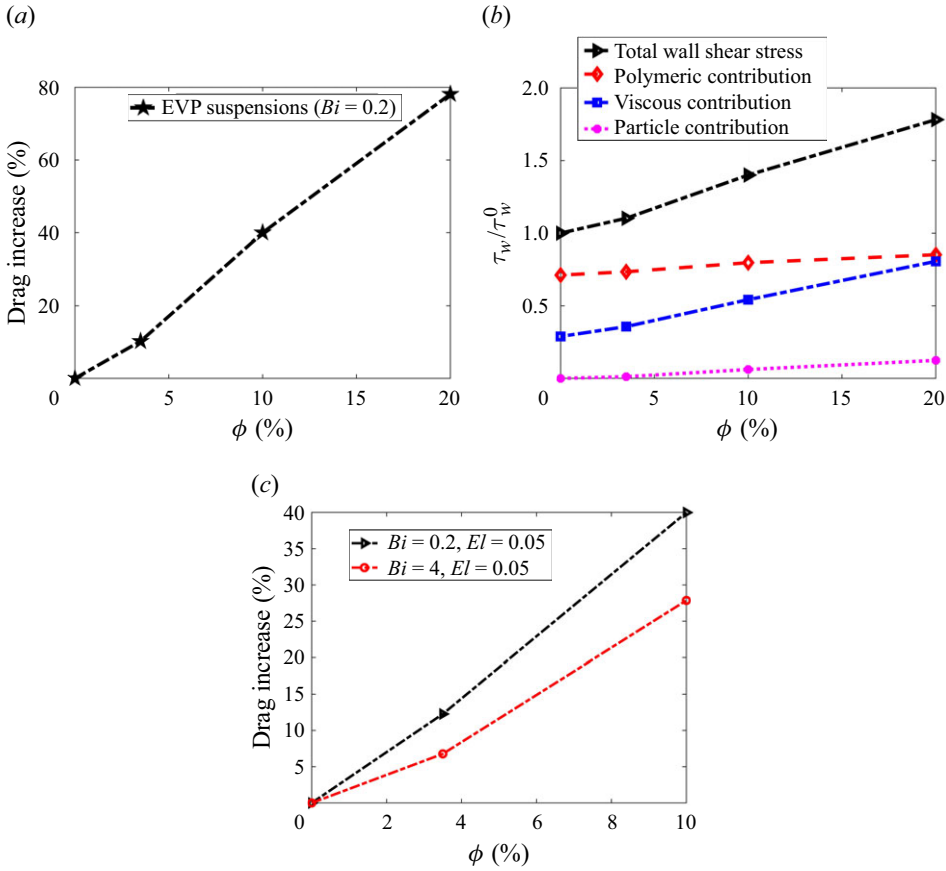 (a)
80
60
40
20
0
0
5
10
15
20
Drag increase (%)
ϕ (%)
EVP suspensions (Bi = 0.2)
(b)
Total wall shear stress
Polymeric contribution
Viscous contribution
Particle contribution
2.0
1.5
1.0
0.5
0
5
10
15
20
τw/τ0w
ϕ (%)
(c)
40
35
30
25
20
15
10
5
0
2
4
6
8
10
Drag increase (%)
ϕ (%)
Bi = 0.2, El = 0.05
Bi = 4, El = 0.05